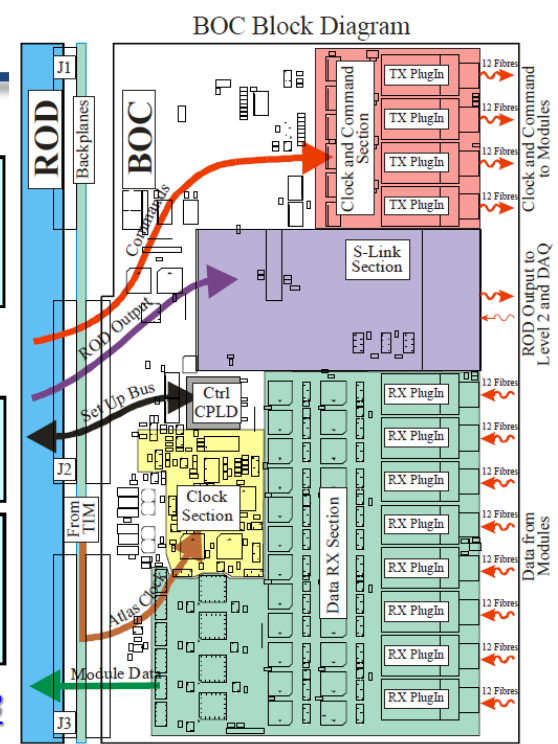 BOC Block Diagram
J1
ROD
Backplanes
BOC
Clock and Command
Section
TX PlugIn
12 Fibres
TX PlugIn
12 Fibres
TX PlugIn
12 Fibres
TX PlugIn
12 Fibres
Clock and Command
to Modules
Commands
S-Link
Section
ROD Output
ROD Output to
Level 2 and DAQ
Set Up Bus
Ctrl
CPLD
J2
From
TIM
Clock
Section
Atlas Clock
Data RX Section
RX PlugIn
12 Fibres
RX PlugIn
12 Fibres
RX PlugIn
12 Fibres
RX PlugIn
12 Fibres
RX PlugIn
12 Fibres
RX PlugIn
12 Fibres
RX PlugIn
12 Fibres
RX PlugIn
12 Fibres
Data from
Modules
Module Data
J3